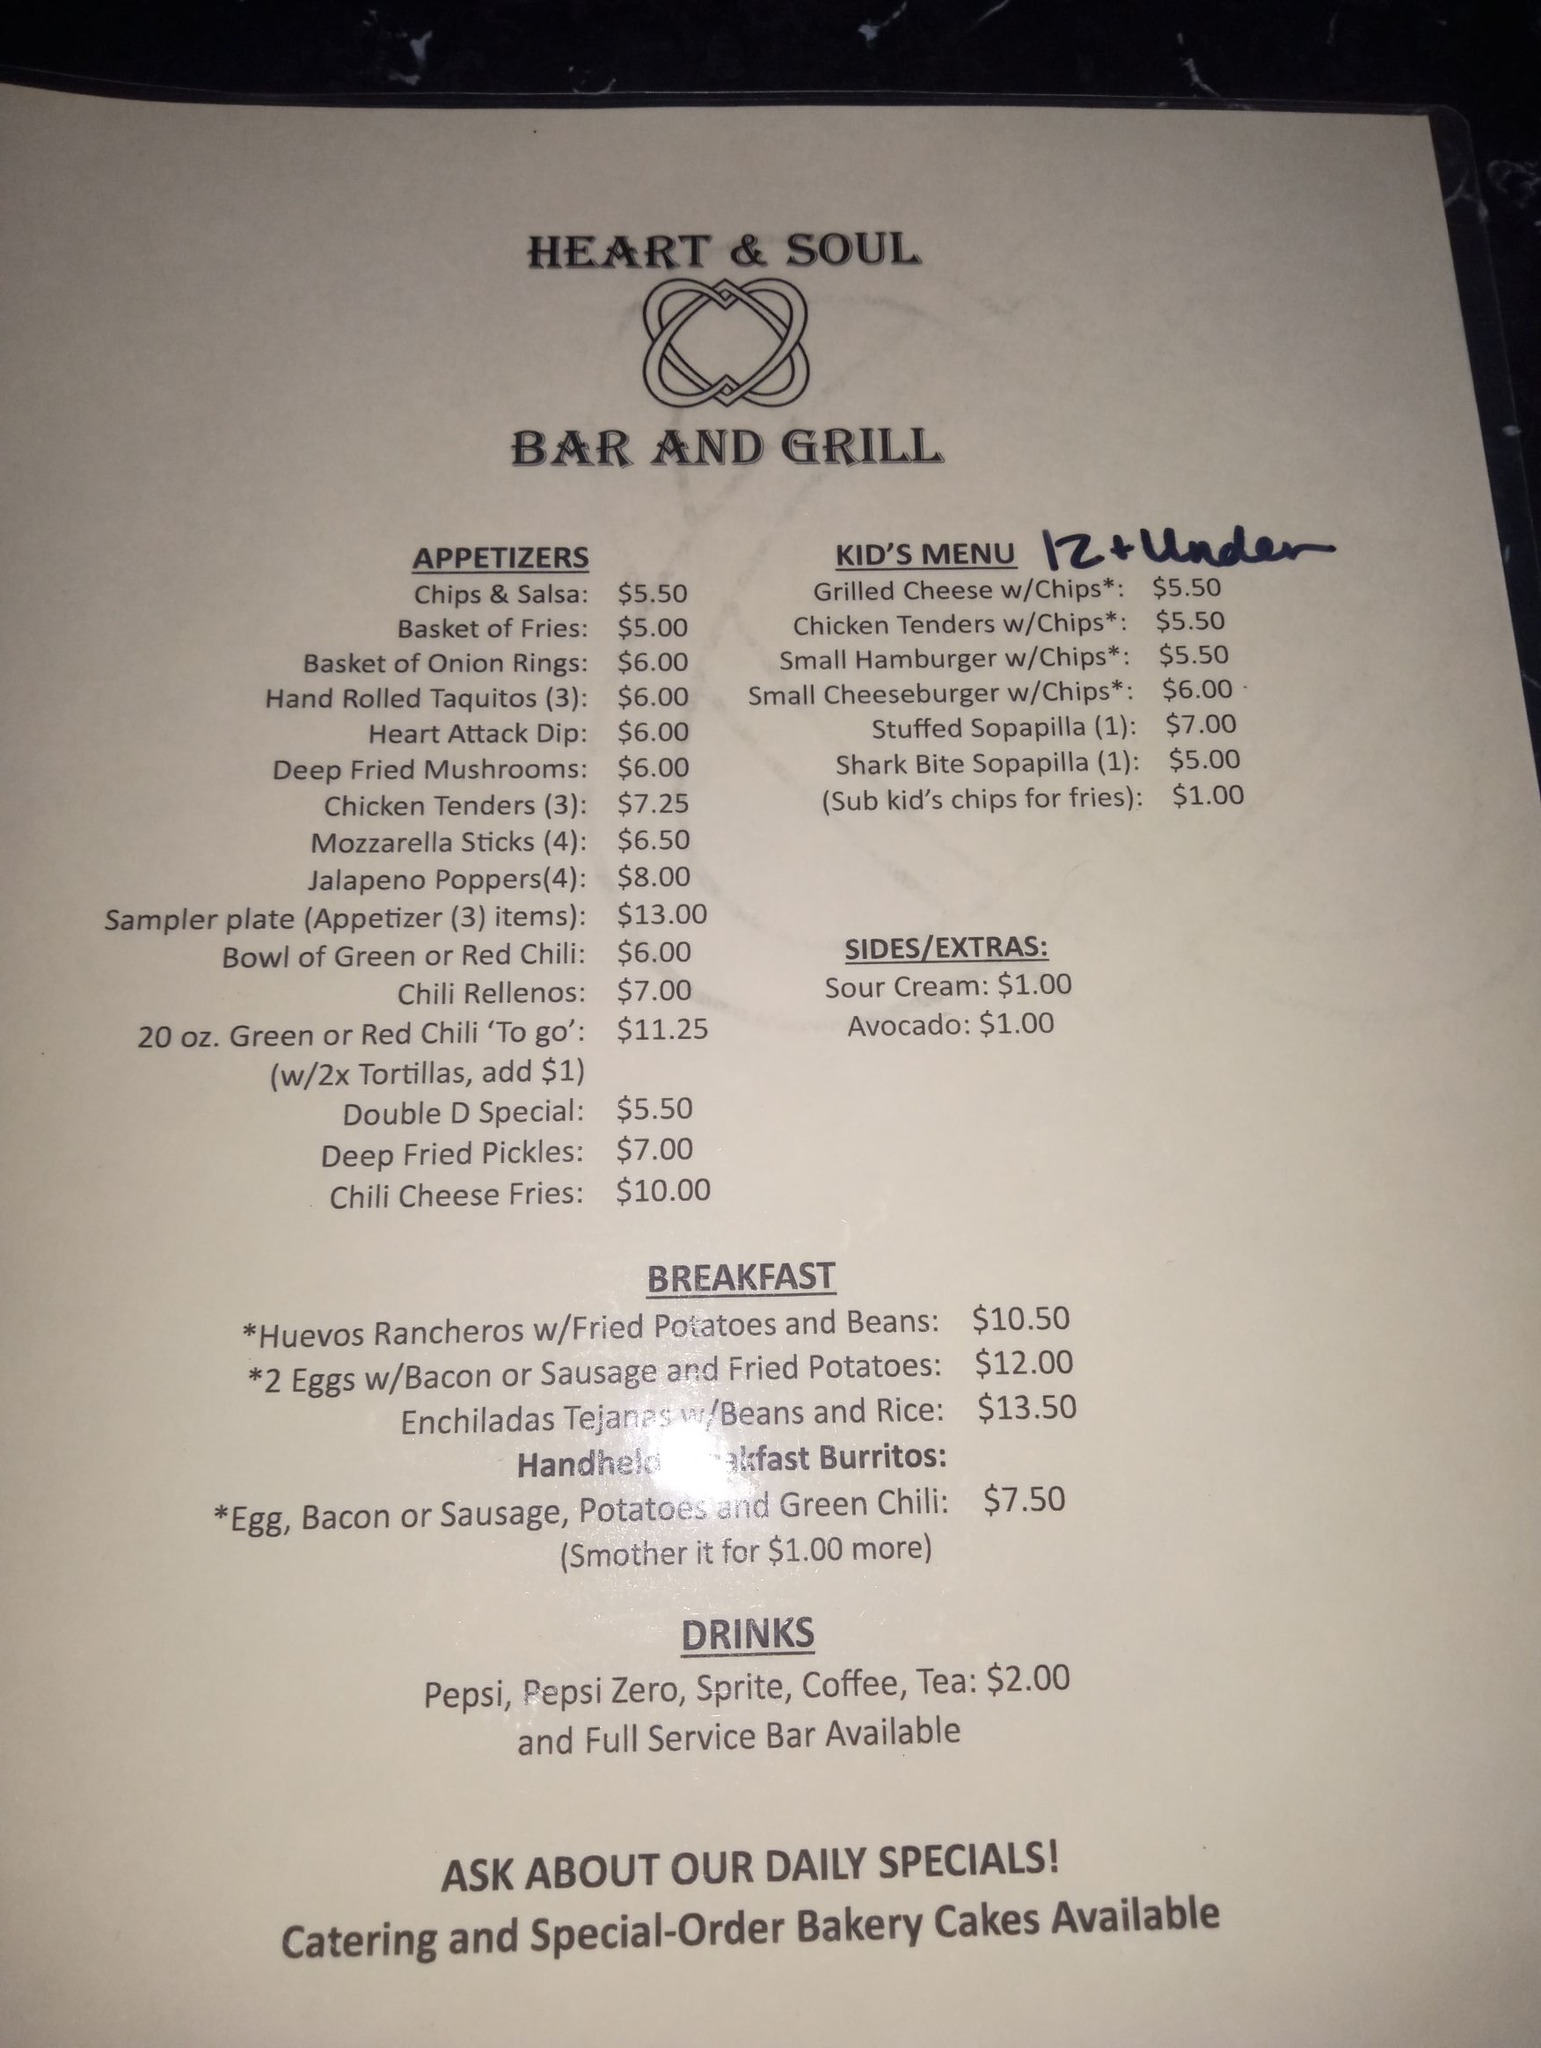 HEART & SOUL
BAR AND GRILL
APPETIZERS
Chips & Salsa: $5.50
Basket of Fries: $5.00
Basket of Onion Rings: $6.00
Hand Rolled Taquitos (3): $6.00
Heart Attack Dip: $6.00
Deep Fried Mushrooms: $6.00
Chicken Tenders (3): $7.25
Mozzarella Sticks (4): $6.50
Jalapeno Poppers(4): $8.00
Sampler plate (Appetizer (3) items): $13.00
Bowl of Green or Red Chili: $6.00
Chili Rellenos: $7.00
20 oz. Green or Red Chili ‘To go’: $11.25
(w/2x Tortillas, add $1)
Double D Special: $5.50
Deep Fried Pickles: $7.00
Chili Cheese Fries: $10.00
KID’S MENU 12 + Under
Grilled Cheese w/Chips*: $5.50
Chicken Tenders w/Chips*: $5.50
Small Hamburger w/Chips*: $5.50
Small Cheeseburger w/Chips*: $6.00
Stuffed Sopapilla (1): $7.00
Shark Bite Sopapilla (1): $5.00
(Sub kid’s chips for fries): $1.00
SIDES/EXTRAS:
Sour Cream: $1.00
Avocado: $1.00
BREAKFAST
*Huevos Rancheros w/Fried Potatoes and Beans: $10.50
*2 Eggs w/Bacon or Sausage and Fried Potatoes: $12.00
Enchiladas Tejanas w/Beans and Rice: $13.50
Handheld Breakfast Burritos:
*Egg, Bacon or Sausage, Potatoes and Green Chili: $7.50
(Smother it for $1.00 more)
DRINKS
Pepsi, Pepsi Zero, Sprite, Coffee, Tea: $2.00
and Full Service Bar Available
ASK ABOUT OUR DAILY SPECIALS!
Catering and Special-Order Bakery Cakes Available